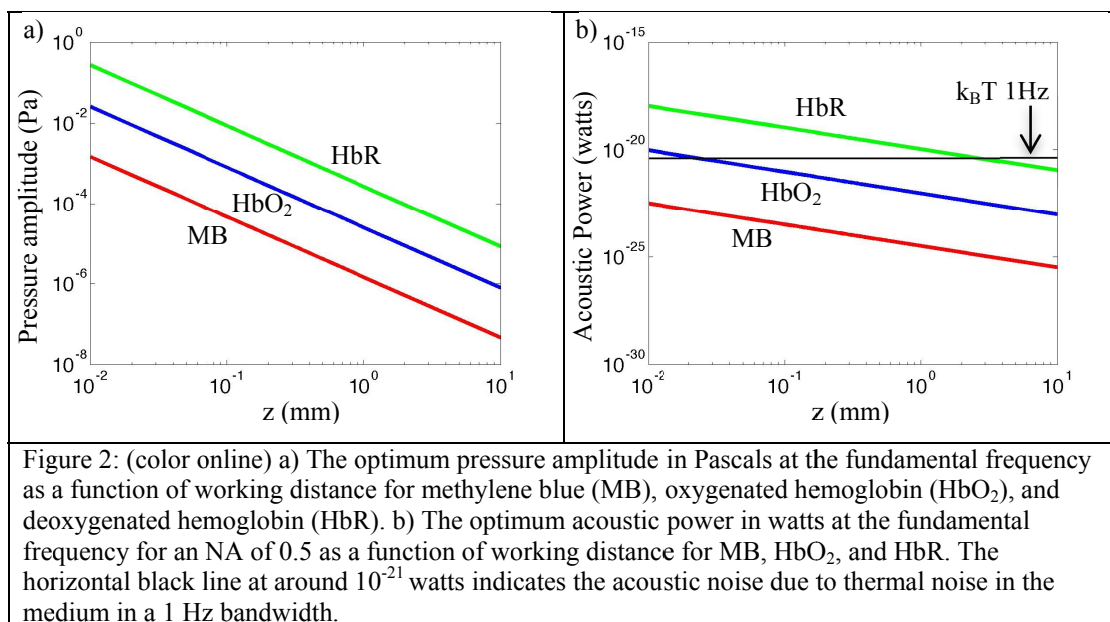 a)
10^0
10^-2
10^-4
10^-6
10^-8
Pressure amplitude (Pa)
HbR
HbO₂
MB
10^-2 10^-1 10^0 10^1
z (mm)
b)
10^-15
10^-20
10^-25
10^-30
Acoustic Power (watts)
k_BT 1Hz
HbR
HbO₂
MB
10^-2 10^-1 10^0 10^1
z (mm)
Figure 2: (color online) a) The optimum pressure amplitude in Pascals at the fundamental frequency
as a function of working distance for methylene blue (MB), oxygenated hemoglobin (HbO₂), and
deoxygenated hemoglobin (HbR). b) The optimum acoustic power in watts at the fundamental
frequency for an NA of 0.5 as a function of working distance for MB, HbO₂, and HbR. The
horizontal black line at around 10^-21 watts indicates the acoustic noise due to thermal noise in the
medium in a 1 Hz bandwidth.